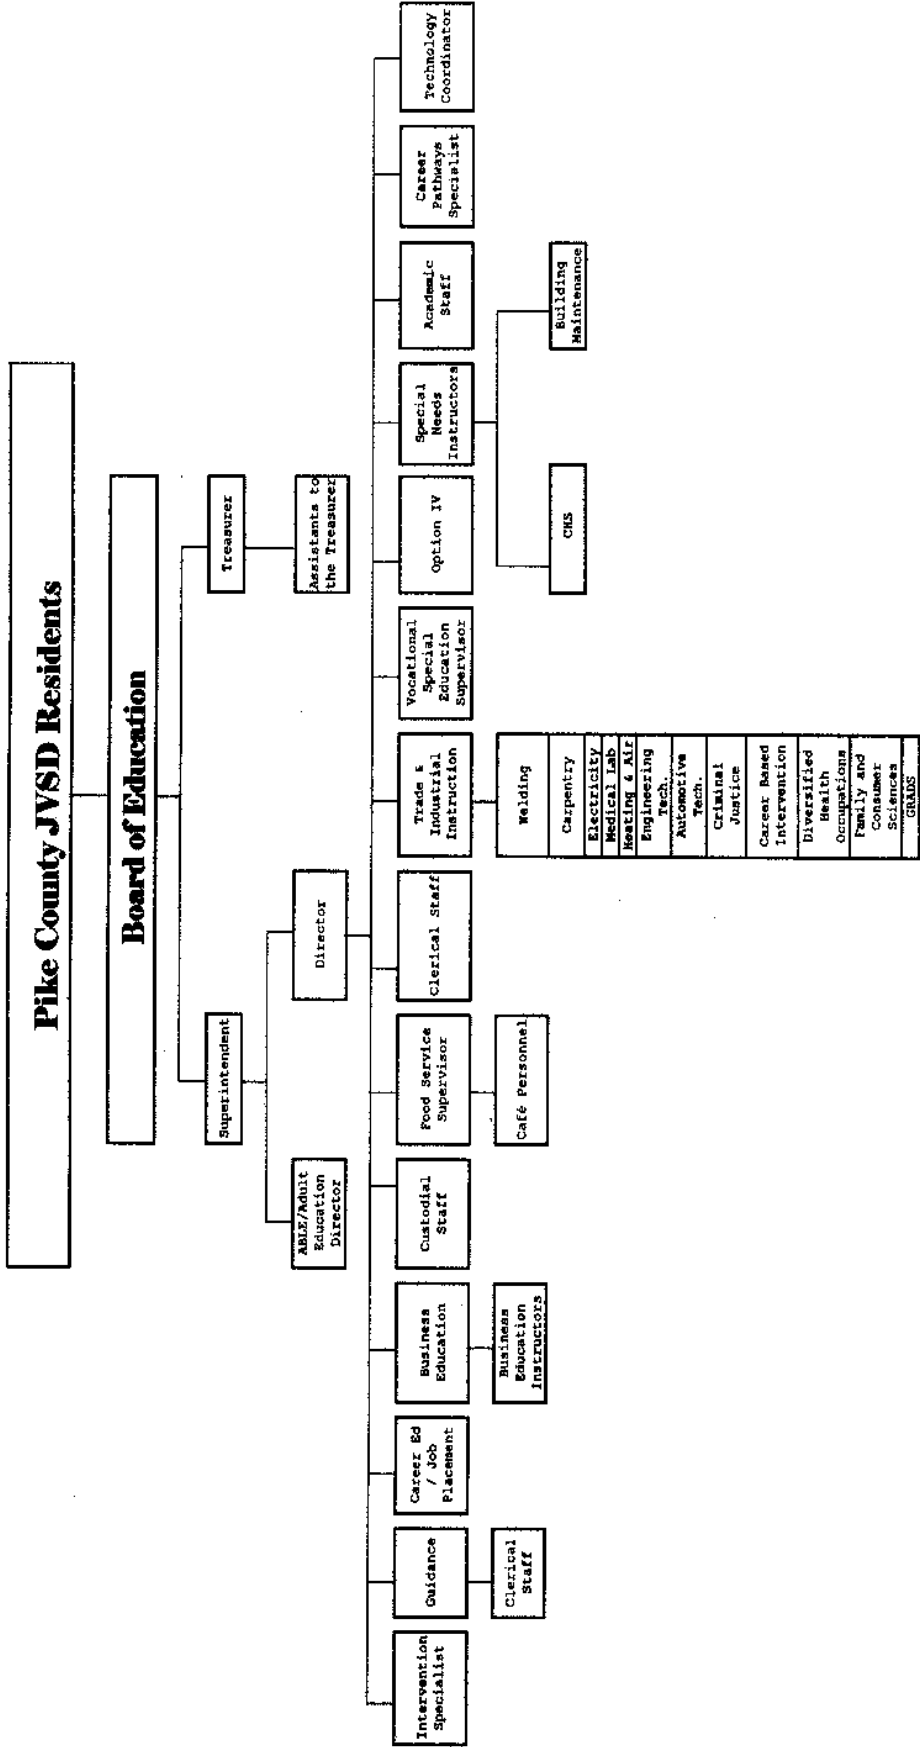 Pike County JVSD Residents
Board of Education
Superintendent
Treasurer
ABLE/Adult
Education
Director
Director
Assistants to
the Treasurer
Intervention
Specialist
Guidance
Career Ed
/ Job
Placement
Business
Education
Custodial
Staff
Food Service
Supervisor
Clerical Staff
Trade &
Industrial
Instruction
Vocational
Special
Education
Supervisor
Option IV
Special
Needs
Instructors
Academic
Staff
Career
Pathways
Specialist
Technology
Coordinator
Clerical
Staff
Business
Education
Instructors
Café Personnel
Welding
Carpentry
Electricity
Medical Lab
Heating & Air
Engineering
Tech.
Automotive
Tech.
Criminal
Justice
Career Based
Intervention
Diversified
Health
Occupations
Family and
Consumer
Sciences
GRADS
CHS
Building
Maintenance